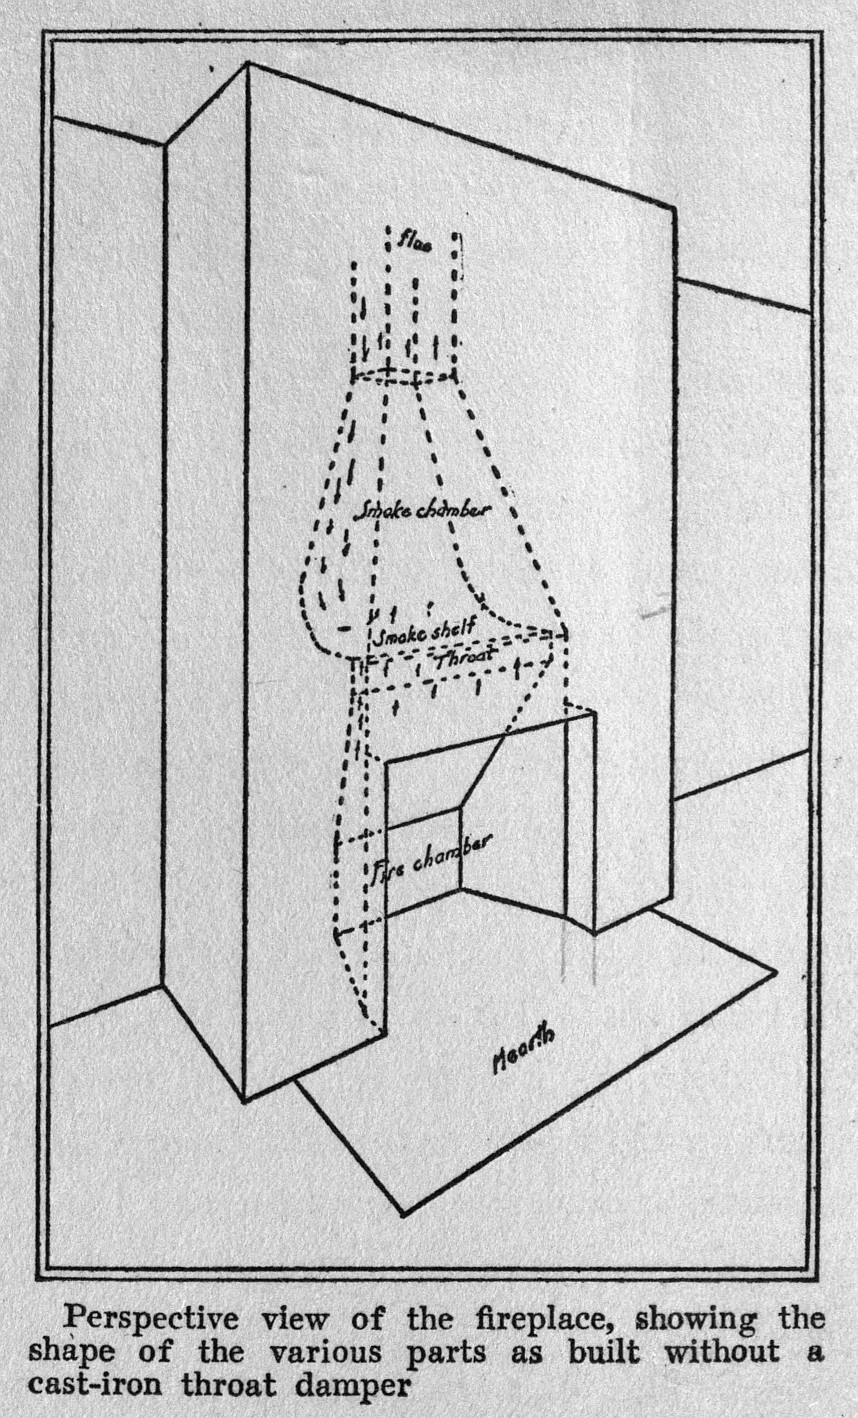 flue
Smoke chamber
Smoke shelf
Throat
Fire chamber
Hearth
Perspective view of the fireplace, showing the
shape of the various parts as built without a
cast-iron throat damper